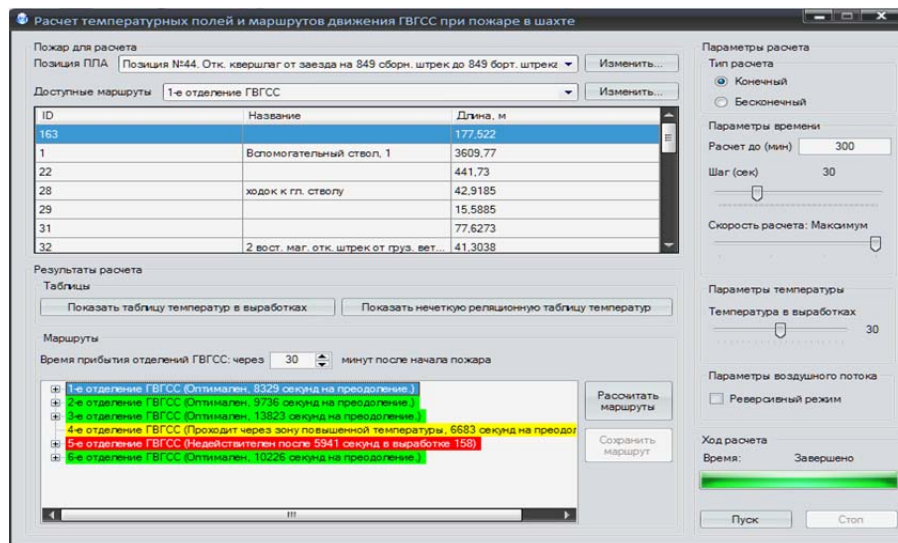 Расчет температурных полей и маршрутов движения ГВГСС при пожаре в шахте
Пожар для расчета
Позиция ПЛА Позиция №44. Отк. квершлаг от заезда на 849 сборн. штрек до 849 борт. штрека Изменить...
Доступные маршруты 1-е отделение ГВГСС Изменить...
ID Название Длина, м
163 177,522
1 Вспомогательный ствол, 1 3609,77
22 441,73
28 ходок к гл. стволу 42,9185
29 15,5885
31 77,6273
32 2 вост. маг. отк. штрек от груз. вет... 41,3038
Результаты расчета
Таблицы
Показать таблицу температур в выработках Показать нечеткую реляционную таблицу температур
Маршруты
Время прибытия отделений ГВГСС: через 30 минут после начала пожара
1-е отделение ГВГСС (Оптимален, 8329 секунд на преодоление.)
2-е отделение ГВГСС (Оптимален, 9736 секунд на преодоление.)
3-е отделение ГВГСС (Оптимален, 13823 секунд на преодоление.)
4-е отделение ГВГСС (Проходит через зону повышенной температуры, 6683 секунд на преодол
5-е отделение ГВГСС (Недействителен после 5941 секунд в выработке 158)
6-е отделение ГВГСС (Оптимален, 10226 секунд на преодоление.)
Рассчитать маршруты
Сохранить маршрут
Параметры расчета
Тип расчета
Конечный
Бесконечный
Параметры времени
Расчет до (мин) 300
Шаг (сек) 30
Скорость расчета: Максимум
Параметры температуры
Температура в выработках
30
Параметры воздушного потока
Реверсивный режим
Ход расчета
Время: Завершено
Пуск Стоп